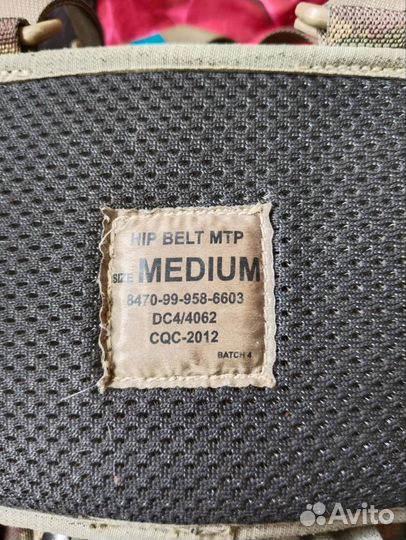 HIP BELT MTP
SIZE MEDIUM
8470-99-958-6603
DC4/4062
CQC-2012
BATCH 4
Avito